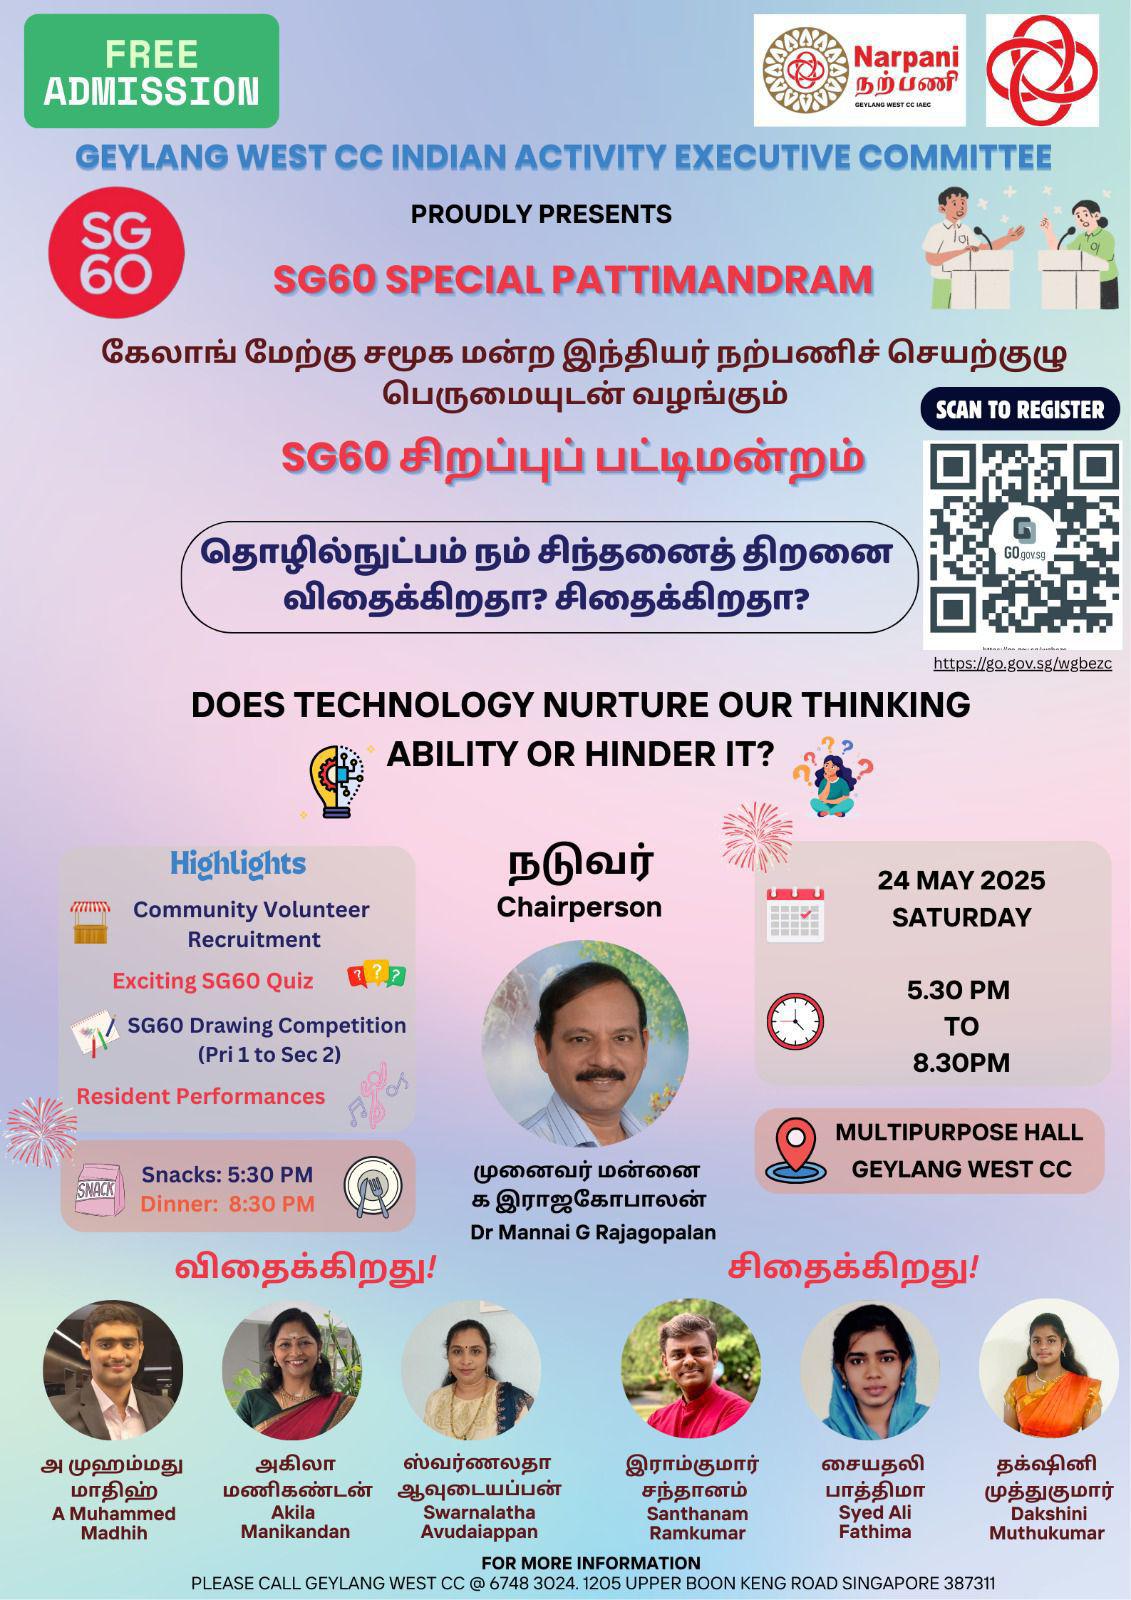 FREE
ADMISSION
Narpani
நற்பணி
GEYLANG WEST CC IAEC
GEYLANG WEST CC INDIAN ACTIVITY EXECUTIVE COMMITTEE
SG
60
PROUDLY PRESENTS
SG60 SPECIAL PATTIMANDRAM
கேலாங் மேற்கு சமூக மன்ற இந்தியர் நற்பணிச் செயற்குழு
பெருமையுடன் வழங்கும்
SCAN TO REGISTER
SG60 சிறப்புப் பட்டிமன்றம்
GO.gov.sg
தொழில்நுட்பம் நம் சிந்தனைத் திறனை
விதைக்கிறதா? சிதைக்கிறதா?
https://go.gov.sg/wgbezc
DOES TECHNOLOGY NURTURE OUR THINKING
ABILITY OR HINDER IT?
Highlights
Community Volunteer
Recruitment
Exciting SG60 Quiz
SG60 Drawing Competition
(Pri 1 to Sec 2)
Resident Performances
SNACK
Snacks: 5:30 PM
Dinner: 8:30 PM
நடுவர்
Chairperson
முனைவர் மன்னை
க இராஜகோபாலன்
Dr Mannai G Rajagopalan
24 MAY 2025
SATURDAY
5.30 PM
TO
8.30PM
MULTIPURPOSE HALL
GEYLANG WEST CC
விதைக்கிறது!
சிதைக்கிறது!
அ முஹம்மது
மாதிஹ்
A Muhammed
Madhih
அகிலா
மணிகண்டன்
Akila
Manikandan
ஸ்வர்ணலதா
ஆவுடையப்பன்
Swarnalatha
Avudaiappan
இராம்குமார்
சந்தானம்
Santhanam
Ramkumar
சையதலி
பாத்திமா
Syed Ali
Fathima
தக்‌ஷினி
முத்துகுமார்
Dakshini
Muthukumar
FOR MORE INFORMATION
PLEASE CALL GEYLANG WEST CC @ 6748 3024. 1205 UPPER BOON KENG ROAD SINGAPORE 387311